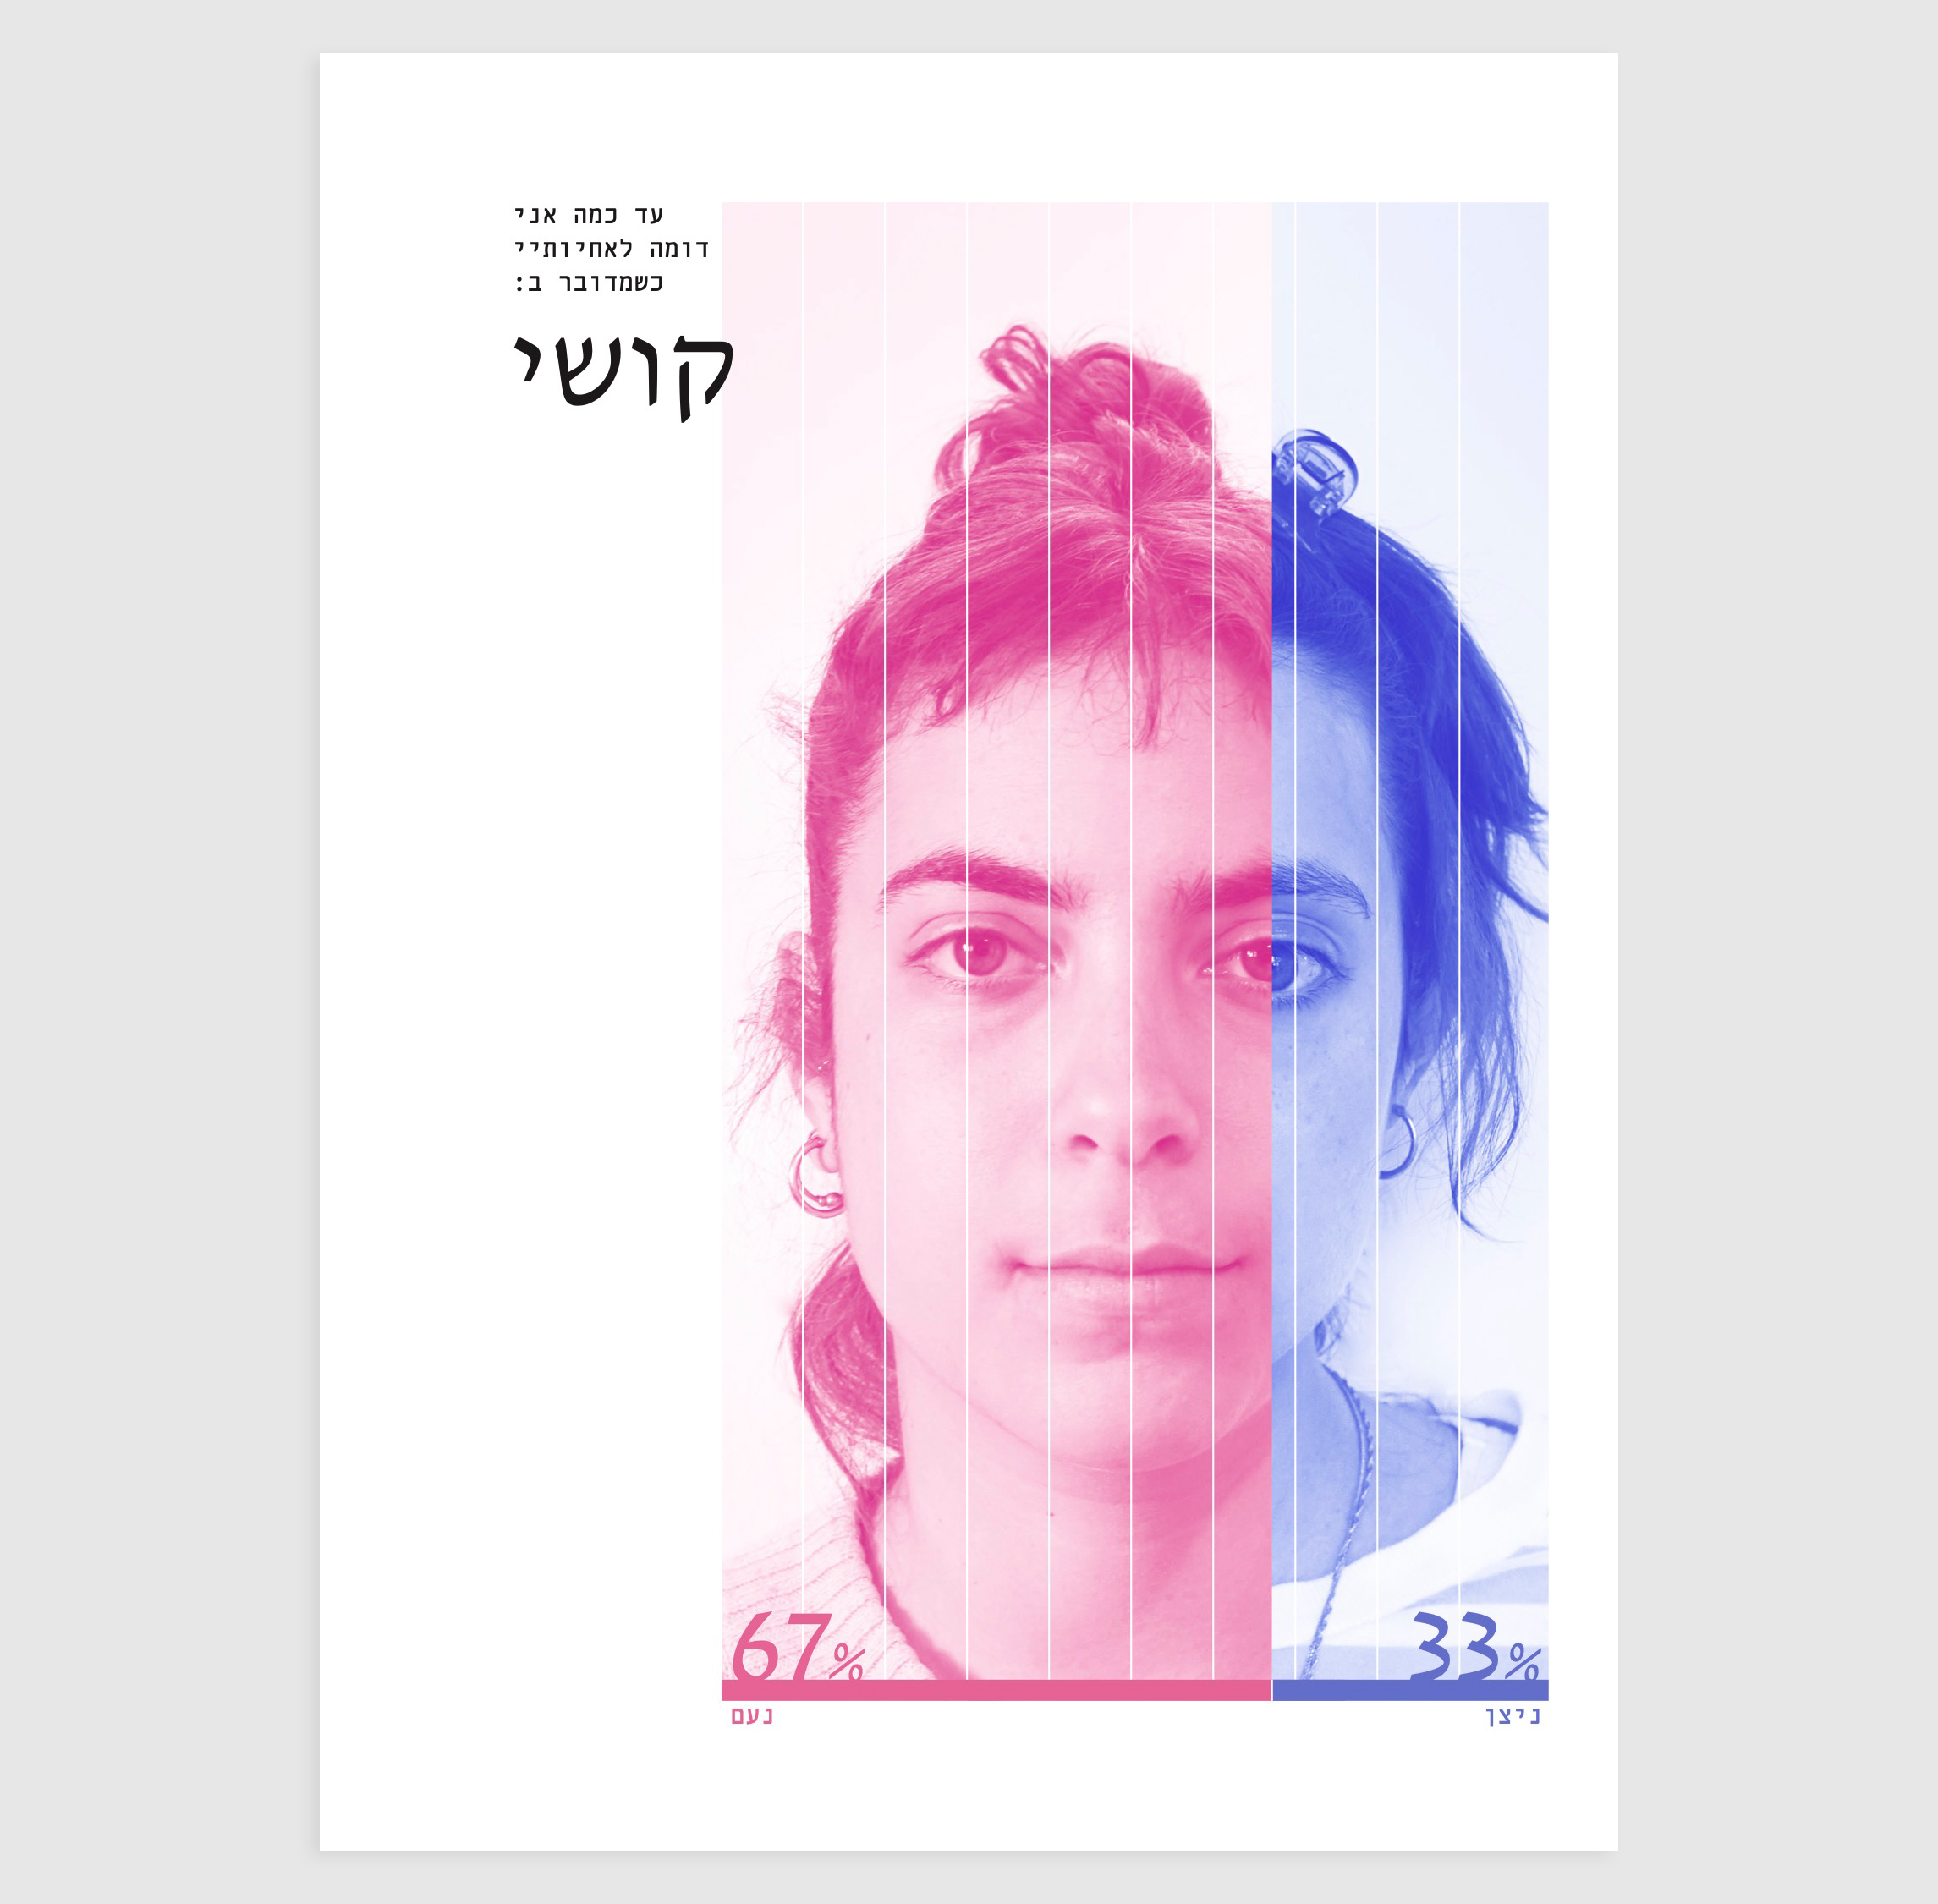 עד כמה אני
דומה לאחיותיי
כשמדובר ב:
קושי
67%
33%
נעם
ניצן